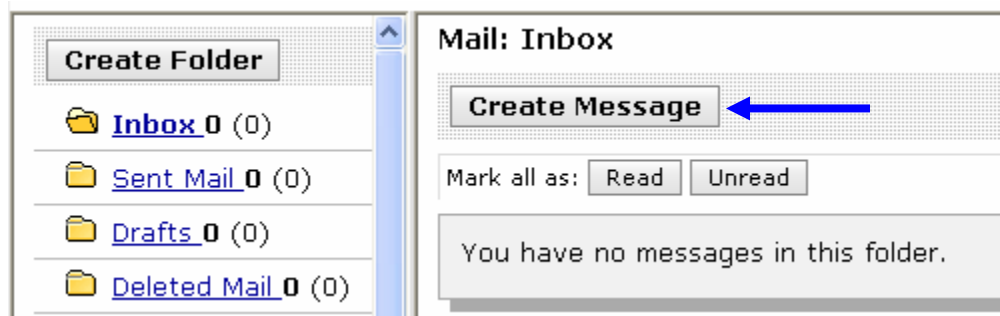 Create Folder
Inbox 0 (0)
Sent Mail 0 (0)
Drafts 0 (0)
Deleted Mail 0 (0)
Mail: Inbox
Create Message
Mark all as: Read Unread
You have no messages in this folder.